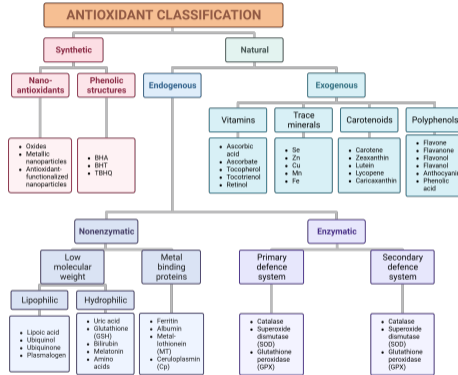 ANTIOXIDANT CLASSIFICATION
Synthetic
Natural
Nano-
antioxidants
Phenolic
structures
Endogenous
Exogenous
Vitamins
Trace
minerals
Carotenoids
Polyphenols
• Oxides
• Metallic
nanoparticles
• Antioxidant-
functionalized
nanoparticles
• BHA
• BHT
• TBHQ
• Ascorbic
acid
• Ascorbate
• Tocopherol
• Tocotrienol
• Retinol
• Se
• Zn
• Cu
• Mn
• Fe
• Carotene
• Zeaxanthin
• Lutein
• Lycopene
• Caricaxanthin
• Flavone
• Flavanone
• Flavonol
• Flavanol
• Anthocyanin
• Phenolic
acid
Nonenzymatic
Enzymatic
Low
molecular
weight
Metal
binding
proteins
Primary
defence
system
Secondary
defence
system
Lipophilic
Hydrophilic
• Lipoic acid
• Ubiquinol
• Ubiquinone
• Plasmalogen
• Uric acid
• Glutathione
(GSH)
• Bilirubin
• Melatonin
• Amino
acids
• Ferritin
• Albumin
• Metal-
lothionein
(MT)
• Ceruloplasmin
(Cp)
• Catalase
• Superoxide
dismutase
(SOD)
• Glutathione
peroxidase
(GPX)
• Catalase
• Superoxide
dismutase
(SOD)
• Glutathione
peroxidase
(GPX)